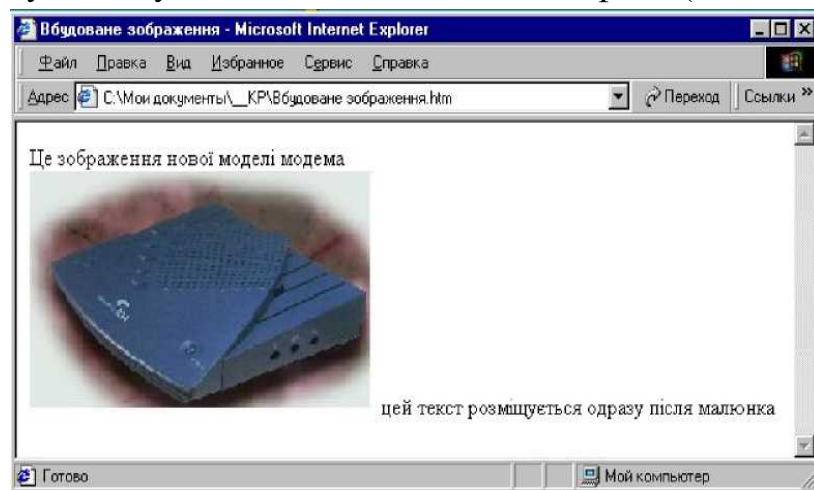 Вбудоване зображення - Microsoft Internet Explorer
Файл Правка Вид Избранное Сервис Справка
Адрес C:\Мои документы\__КР\Вбудоване зображення.htm Переход Ссылки »
Це зображення нової моделі модема
цей текст розміщується одразу після малюнка
Готово Мой компьютер